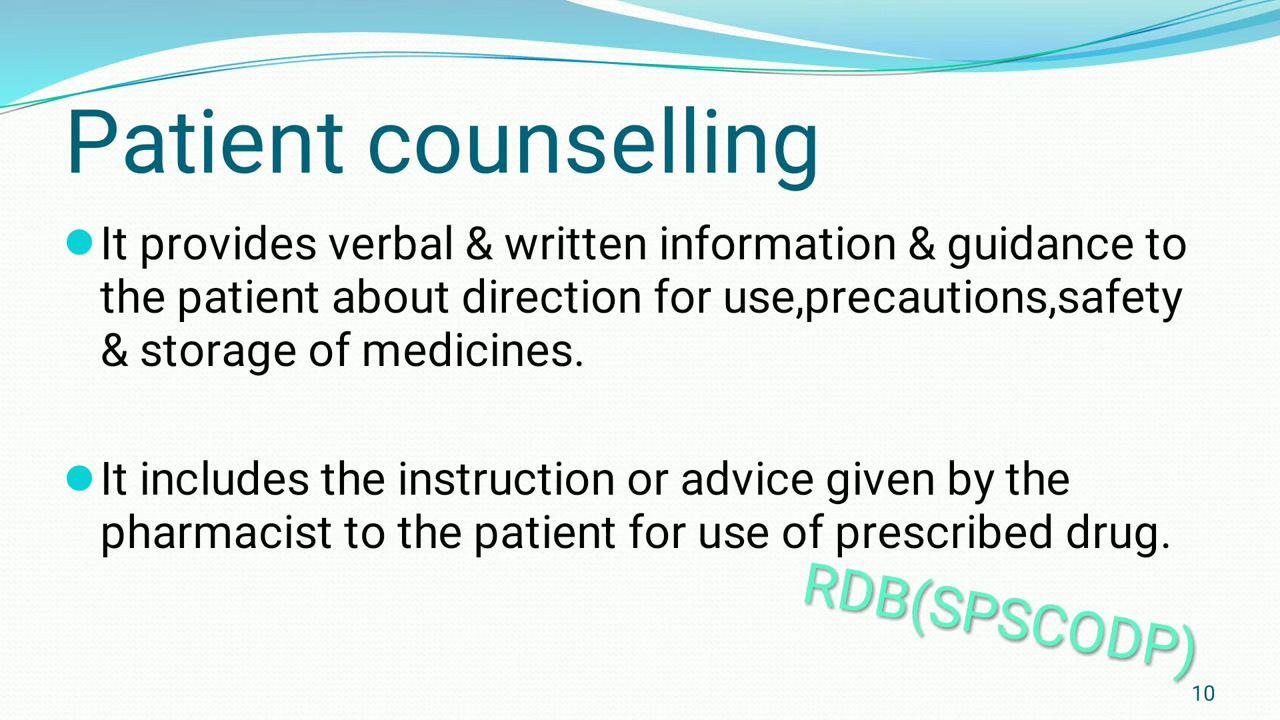 Patient counselling
It provides verbal & written information & guidance to
the patient about direction for use,precautions,safety
& storage of medicines.
It includes the instruction or advice given by the
pharmacist to the patient for use of prescribed drug.
RDB(SPSCODP)
10